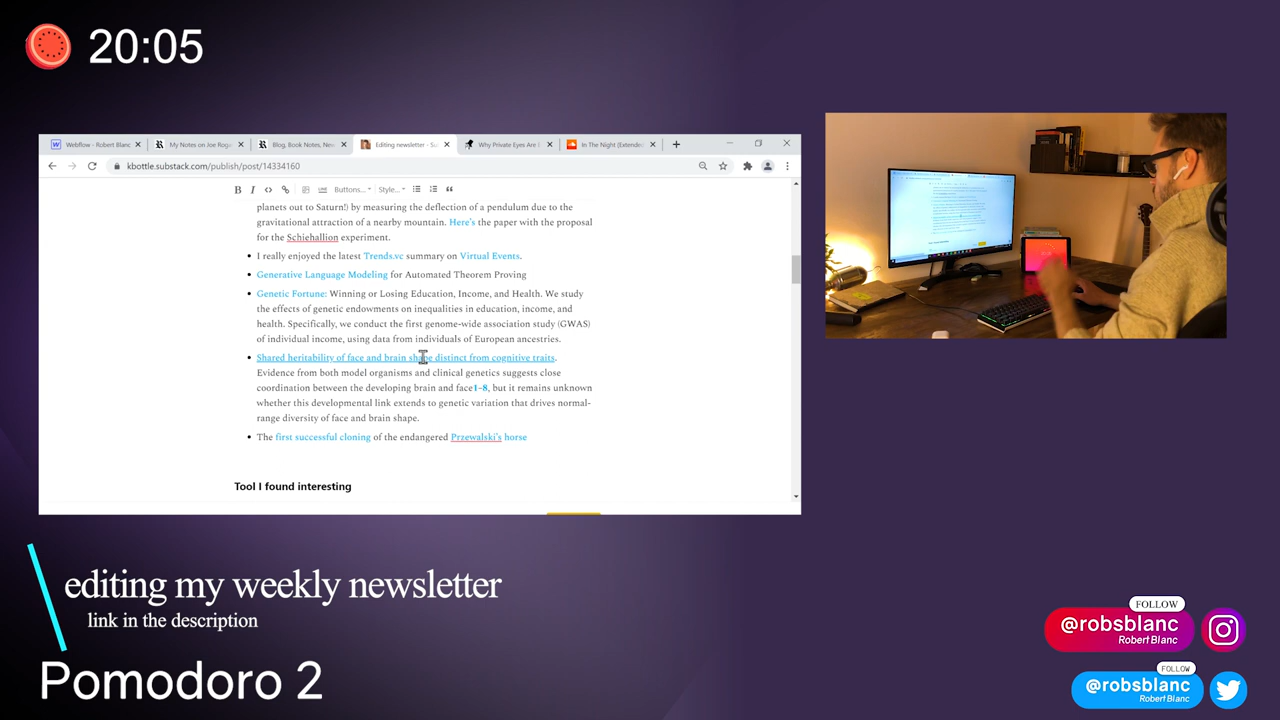 20:05
Webflow - Robert Blanc
My Notes on Joe Rog
Blog, Book Notes, New
Editing newsletter - Su
Why Private Eyes Are
In The Night (Extended
kbottle.substack.com/publish/post/14334160
B I Buttons... Style...
planets out to Saturn!) by measuring the deflection of a pendulum due to the
gravitational attraction of a nearby mountain. Here's the paper with the proposal
for the Schiehallion experiment.
I really enjoyed the latest Trends.vc summary on Virtual Events.
Generative Language Modeling for Automated Theorem Proving
Genetic Fortune: Winning or Losing Education, Income, and Health. We study
the effects of genetic endowments on inequalities in education, income, and
health. Specifically, we conduct the first genome-wide association study (GWAS)
of individual income, using data from individuals of European ancestries.
Shared heritability of face and brain shape distinct from cognitive traits.
Evidence from both model organisms and clinical genetics suggests close
coordination between the developing brain and face1–8, but it remains unknown
whether this developmental link extends to genetic variation that drives normal-
range diversity of face and brain shape.
The first successful cloning of the endangered Przewalski's horse
Tool I found interesting
editing my weekly newsletter
link in the description
Pomodoro 2
FOLLOW
@robsblanc
Robert Blanc
FOLLOW
@robsblanc
Robert Blanc